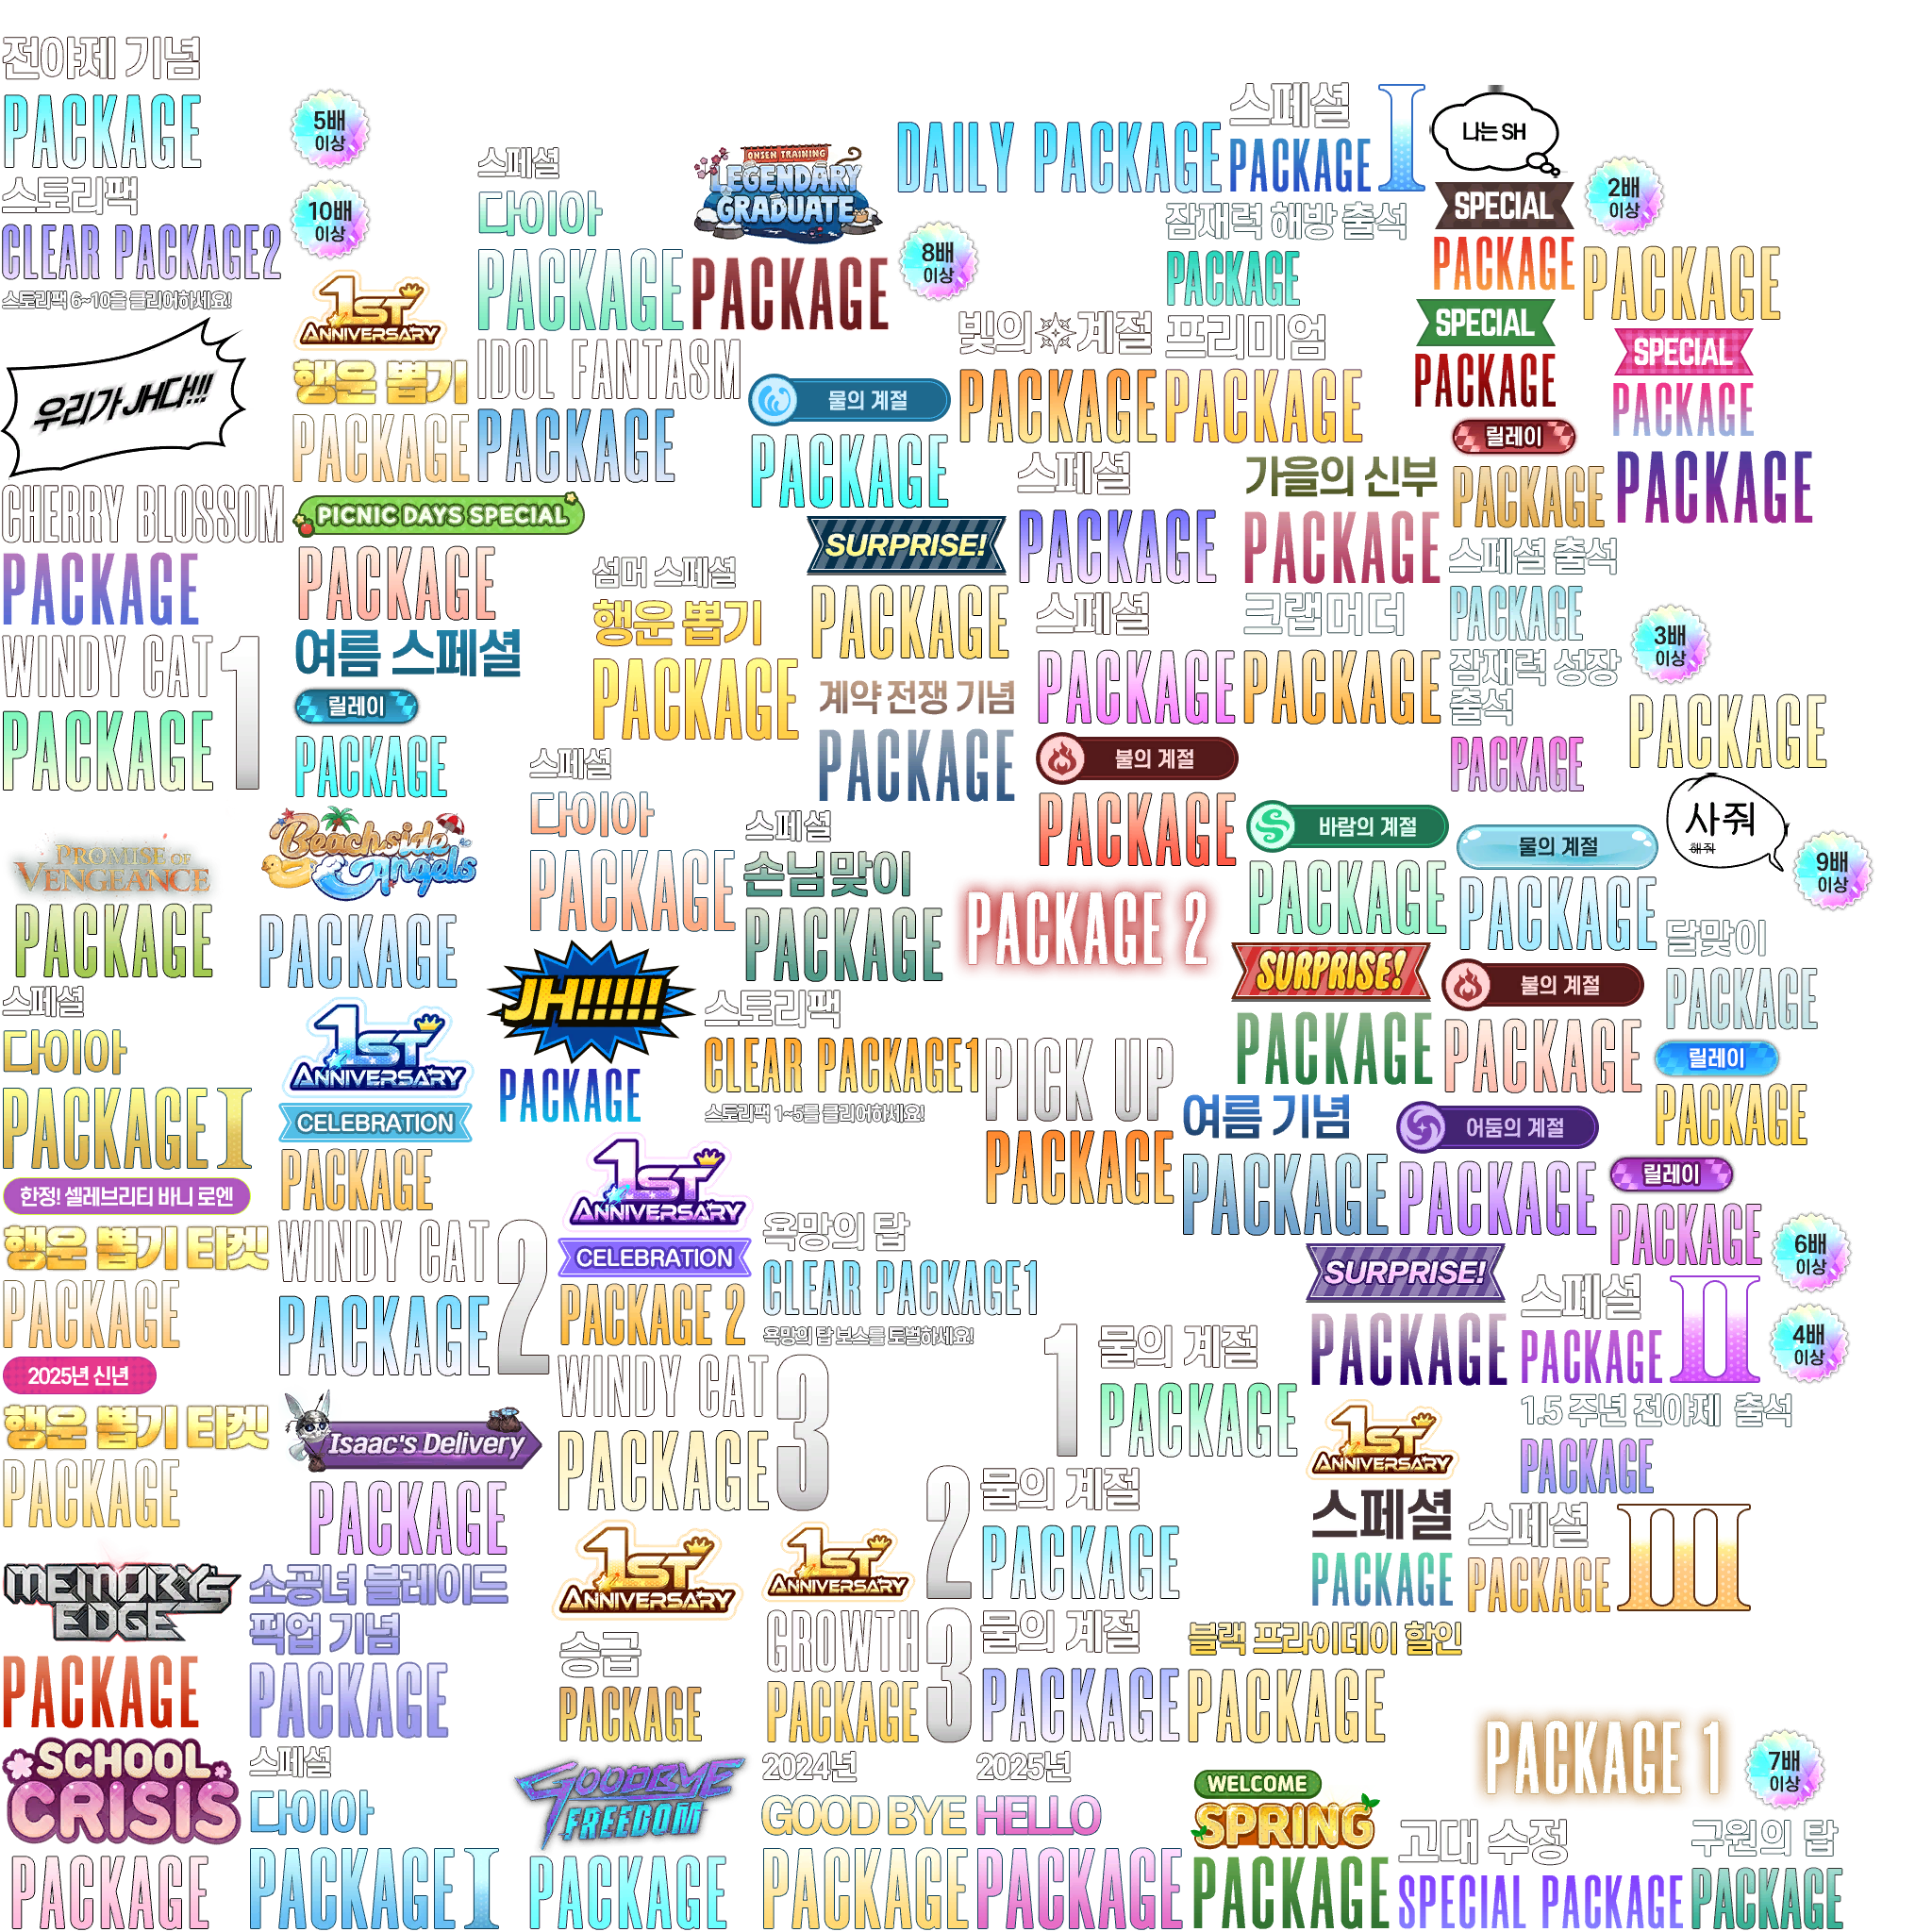 전야제 기념
PACKAGE
스토리팩
CLEAR PACKAGE2
스토리팩 6~10을 클리어하세요!
우리가 JH다!!!
CHERRY BLOSSOM
PACKAGE
WINDY CAT 1
PACKAGE
PROMISE OF
VENGEANCE
PACKAGE
스페셜
다이아
PACKAGE I
한정! 셀레브리티 바니 로엔
행운 뽑기 티켓
PACKAGE
2025년 신년
행운 뽑기 티켓
PACKAGE
MEMORY'S
EDGE
PACKAGE
SCHOOL
CRISIS
PACKAGE
5배
이상
10배
이상
1ST
ANNIVERSARY
행운 뽑기
PACKAGE
PICNIC DAYS SPECIAL
PACKAGE
여름 스페셜
릴레이
PACKAGE
Beachside
Angels
PACKAGE
1ST
ANNIVERSARY
CELEBRATION
PACKAGE
WINDY CAT 2
PACKAGE
Isaac's Delivery
PACKAGE
소공녀 블레이드
픽업 기념
PACKAGE
스페셜
다이아
PACKAGE I
스페셜
다이아
PACKAGE
IDOL FANTASM
PACKAGE
ONSEN TRAINING
LEGENDARY
GRADUATE
PACKAGE
8배
이상
물의 계절
PACKAGE
SURPRISE!
PACKAGE
섬머 스페셜
행운 뽑기
PACKAGE
계약 전쟁 기념
PACKAGE
스페셜
다이아
PACKAGE
스페셜
손님맞이
PACKAGE
JH!!!!!
PACKAGE
스토리팩
CLEAR PACKAGE1
스토리팩 1~5를 클리어하세요!
1ST
ANNIVERSARY
CELEBRATION
PACKAGE 2
욕망의 탑
CLEAR PACKAGE1
욕망의 탑 보스를 토벌하세요!
WINDY CAT 3
PACKAGE
1ST
ANNIVERSARY
승급
PACKAGE
1ST
ANNIVERSARY
GROWTH
PACKAGE
GOODBYE
FREEDOM
PACKAGE
2024년
GOOD BYE
PACKAGE
2025년
HELLO
PACKAGE
DAILY PACKAGE
스페셜
PACKAGE I
잠재력 해방 출석
PACKAGE
빛의 계절
PACKAGE
프리미엄
PACKAGE
스페셜
PACKAGE
가을의 신부
PACKAGE
스페셜
PACKAGE
크랩머더
PACKAGE
불의 계절
PACKAGE
PACKAGE 2
바람의 계절
PACKAGE
SURPRISE!
PACKAGE
PICK UP
PACKAGE
여름 기념
PACKAGE
어둠의 계절
PACKAGE
SURPRISE!
PACKAGE
1 물의 계절
PACKAGE
2 물의 계절
PACKAGE
3 물의 계절
PACKAGE
1ST
ANNIVERSARY
스페셜
PACKAGE
블랙 프라이데이 할인
PACKAGE
WELCOME
SPRING
PACKAGE
나는 SH
SPECIAL
PACKAGE
SPECIAL
PACKAGE
2배
이상
PACKAGE
SPECIAL
PACKAGE
릴레이
PACKAGE
PACKAGE
스페셜 출석
PACKAGE
잠재력 성장
출석
PACKAGE
3배
이상
PACKAGE
사줘
해줘
9배
이상
물의 계절
PACKAGE
불의 계절
PACKAGE
달맞이
PACKAGE
릴레이
PACKAGE
릴레이
PACKAGE
6배
이상
스페셜
PACKAGE II
4배
이상
1.5 주년 전야제 출석
PACKAGE
스페셜
PACKAGE III
PACKAGE 1
7배
이상
고대 수정
SPECIAL PACKAGE
구원의 탑
PACKAGE